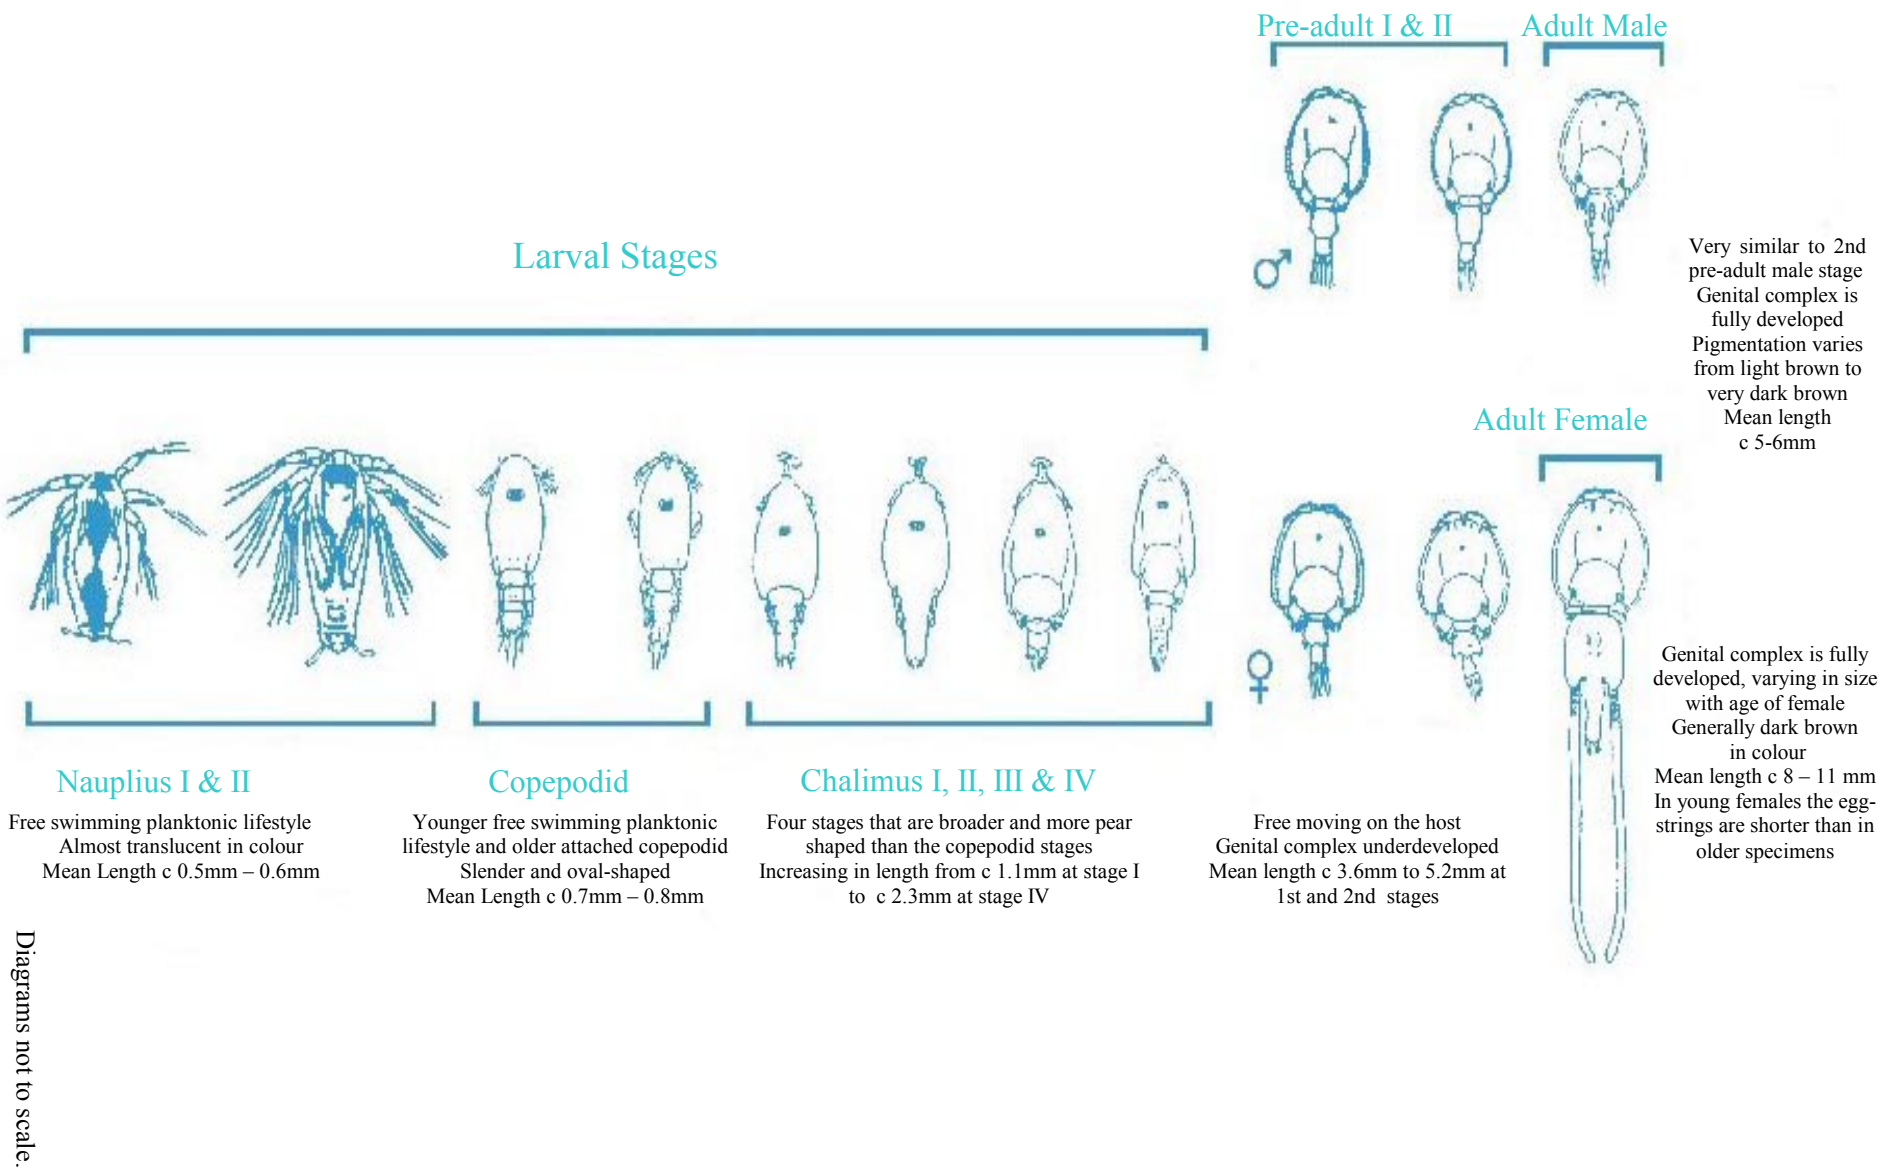 Pre-adult I & II
Adult Male
Very similar to 2nd
pre-adult male stage
Genital complex is
fully developed
Pigmentation varies
from light brown to
very dark brown
Mean length
c 5-6mm
Larval Stages
Adult Female
♂
♀
Genital complex is fully
developed, varying in size
with age of female
Generally dark brown
in colour
Mean length c 8 – 11 mm
In young females the egg-
strings are shorter than in
older specimens
Nauplius I & II
Free swimming planktonic lifestyle
Almost translucent in colour
Mean Length c 0.5mm – 0.6mm
Copepodid
Younger free swimming planktonic
lifestyle and older attached copepodid
Slender and oval-shaped
Mean Length c 0.7mm – 0.8mm
Chalimus I, II, III & IV
Four stages that are broader and more pear
shaped than the copepodid stages
Increasing in length from c 1.1mm at stage I
to c 2.3mm at stage IV
Free moving on the host
Genital complex underdeveloped
Mean length c 3.6mm to 5.2mm at
1st and 2nd stages
Diagrams not to scale.